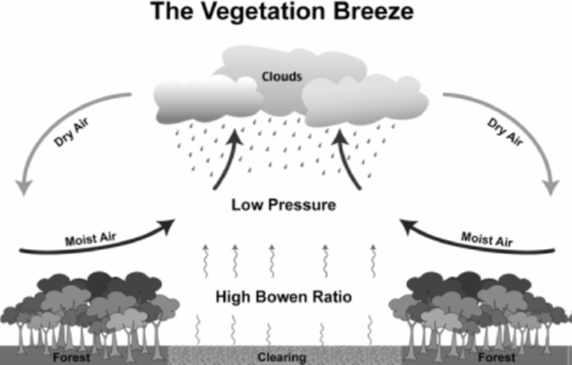 The Vegetation Breeze
Clouds
Dry Air
Dry Air
Low Pressure
Moist Air
Moist Air
High Bowen Ratio
Forest
Clearing
Forest